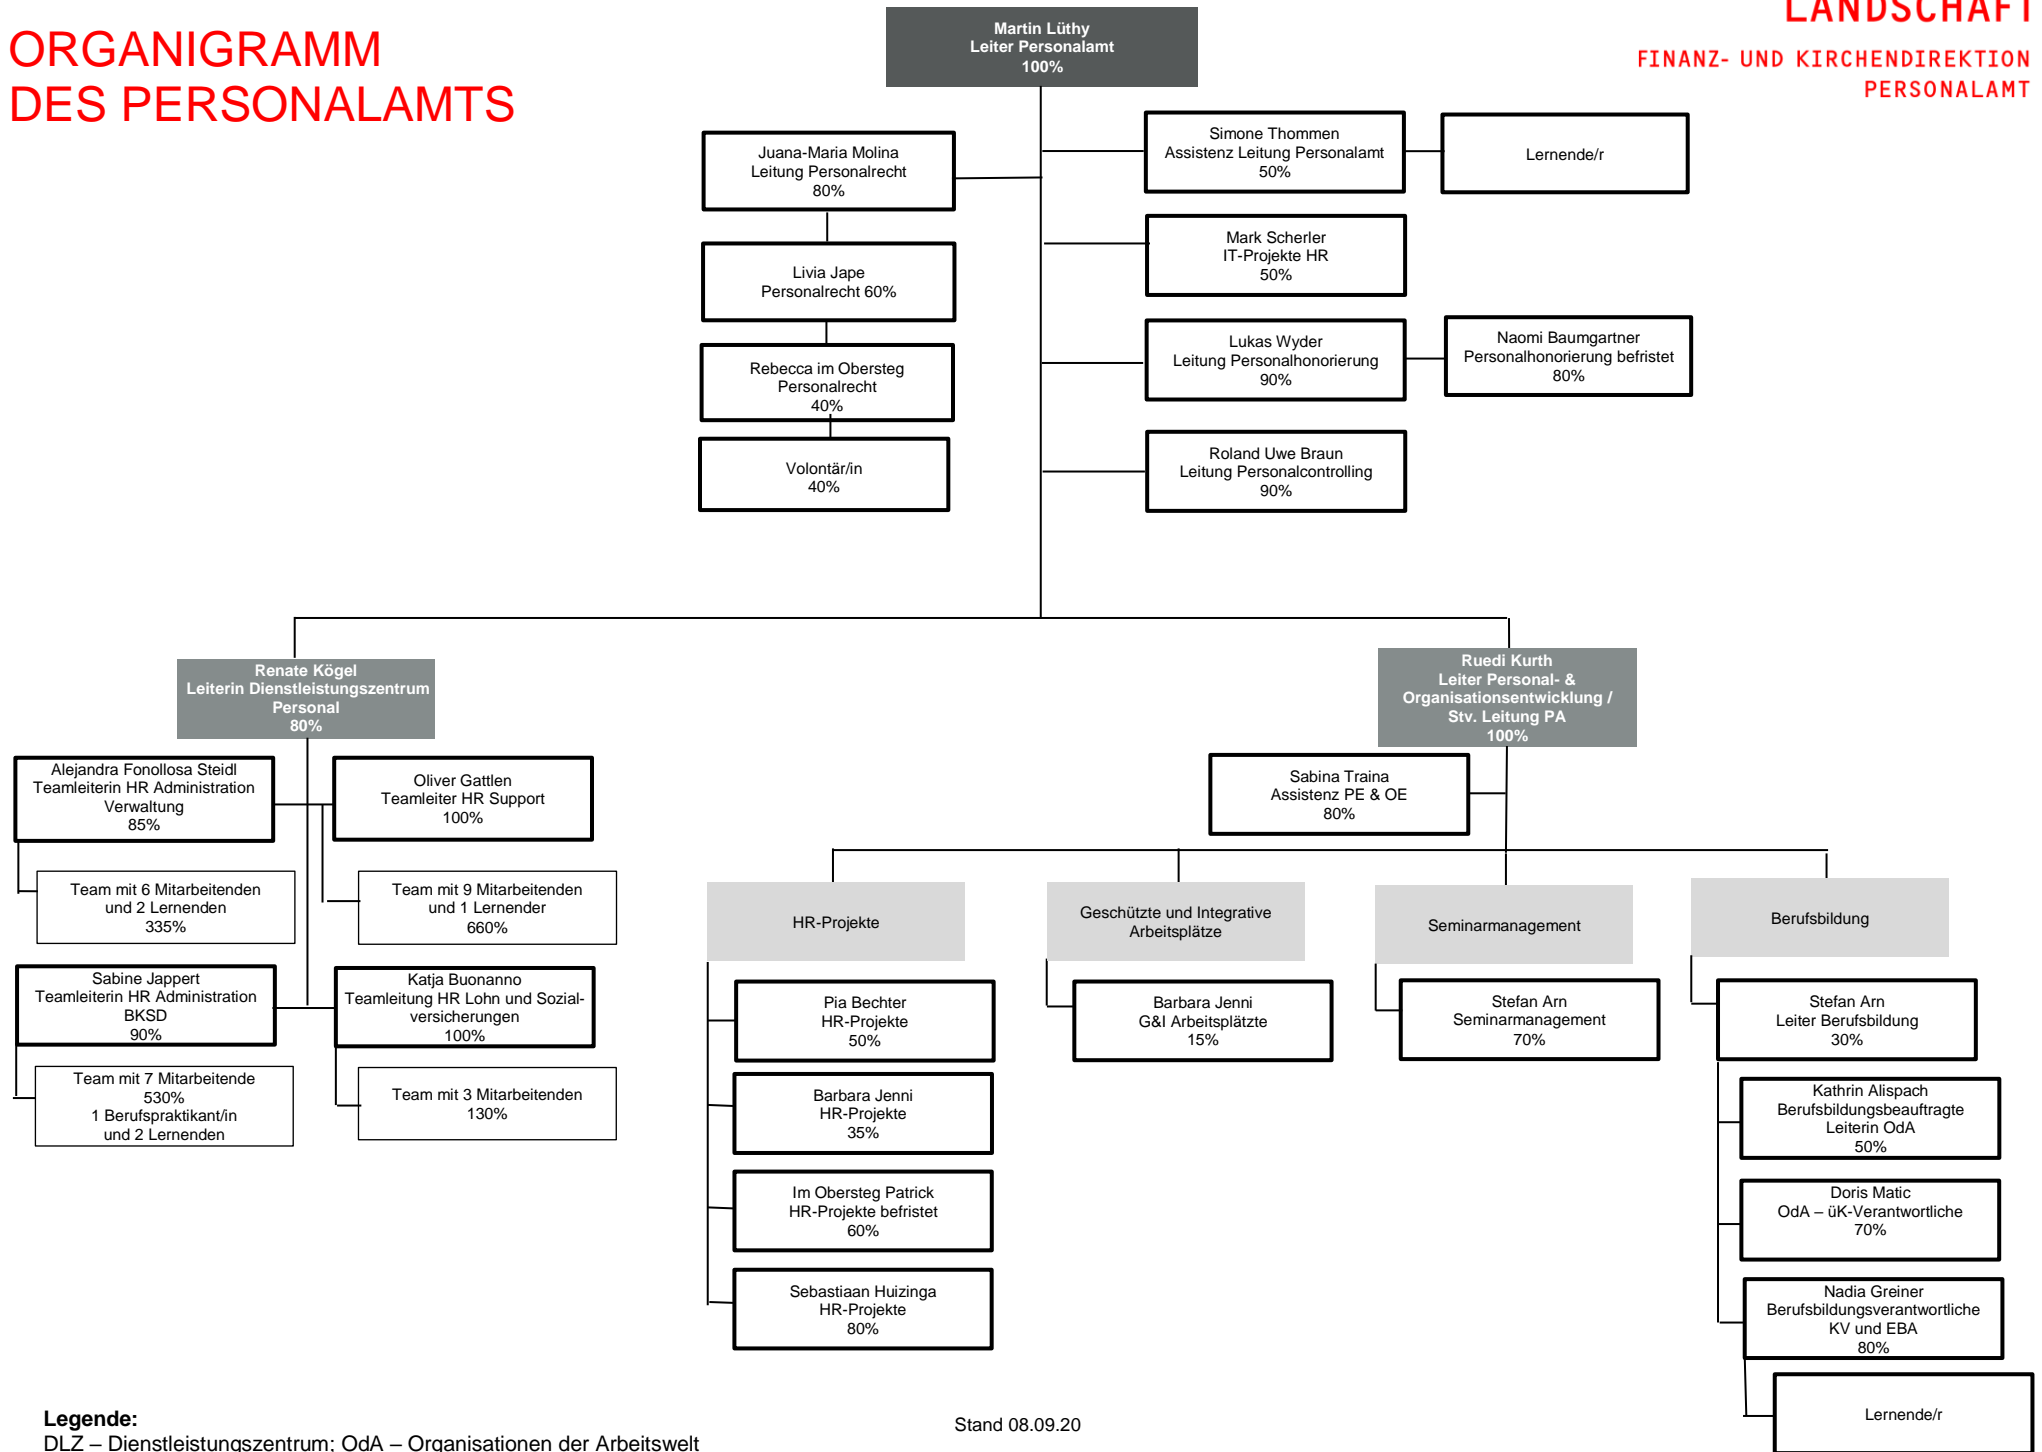 ORGANIGRAMM
DES PERSONALAMTS
LANDSCHAFT
FINANZ- UND KIRCHENDIREKTION
PERSONALAMT
Martin Lüthy
Leiter Personalamt
100%
Juana-Maria Molina
Leitung Personalrecht
80%
Livia Jape
Personalrecht 60%
Rebecca im Obersteg
Personalrecht
40%
Volontär/in
40%
Simone Thommen
Assistenz Leitung Personalamt
50%
Lernende/r
Mark Scherler
IT-Projekte HR
50%
Lukas Wyder
Leitung Personalhonorierung
90%
Naomi Baumgartner
Personalhonorierung befristet
80%
Roland Uwe Braun
Leitung Personalcontrolling
90%
Renate Kögel
Leiterin Dienstleistungszentrum
Personal
80%
Alejandra Fonollosa Steidl
Teamleiterin HR Administration
Verwaltung
85%
Oliver Gattlen
Teamleiter HR Support
100%
Team mit 6 Mitarbeitenden
und 2 Lernenden
335%
Team mit 9 Mitarbeitenden
und 1 Lernender
660%
Sabine Jappert
Teamleiterin HR Administration
BKSD
90%
Katja Buonanno
Teamleitung HR Lohn und Sozial-
versicherungen
100%
Team mit 7 Mitarbeitende
530%
1 Berufspraktikant/in
und 2 Lernenden
Team mit 3 Mitarbeitenden
130%
Ruedi Kurth
Leiter Personal- &
Organisationsentwicklung /
Stv. Leitung PA
100%
Sabina Traina
Assistenz PE & OE
80%
HR-Projekte
Pia Bechter
HR-Projekte
50%
Barbara Jenni
HR-Projekte
35%
Im Obersteg Patrick
HR-Projekte befristet
60%
Sebastiaan Huizinga
HR-Projekte
80%
Geschützte und Integrative
Arbeitsplätze
Barbara Jenni
G&I Arbeitsplätzte
15%
Seminarmanagement
Stefan Arn
Seminarmanagement
70%
Berufsbildung
Stefan Arn
Leiter Berufsbildung
30%
Kathrin Alispach
Berufsbildungsbeauftragte
Leiterin OdA
50%
Doris Matic
OdA – üK-Verantwortliche
70%
Nadia Greiner
Berufsbildungsverantwortliche
KV und EBA
80%
Lernende/r
Legende:
DLZ – Dienstleistungszentrum; OdA – Organisationen der Arbeitswelt
Stand 08.09.20